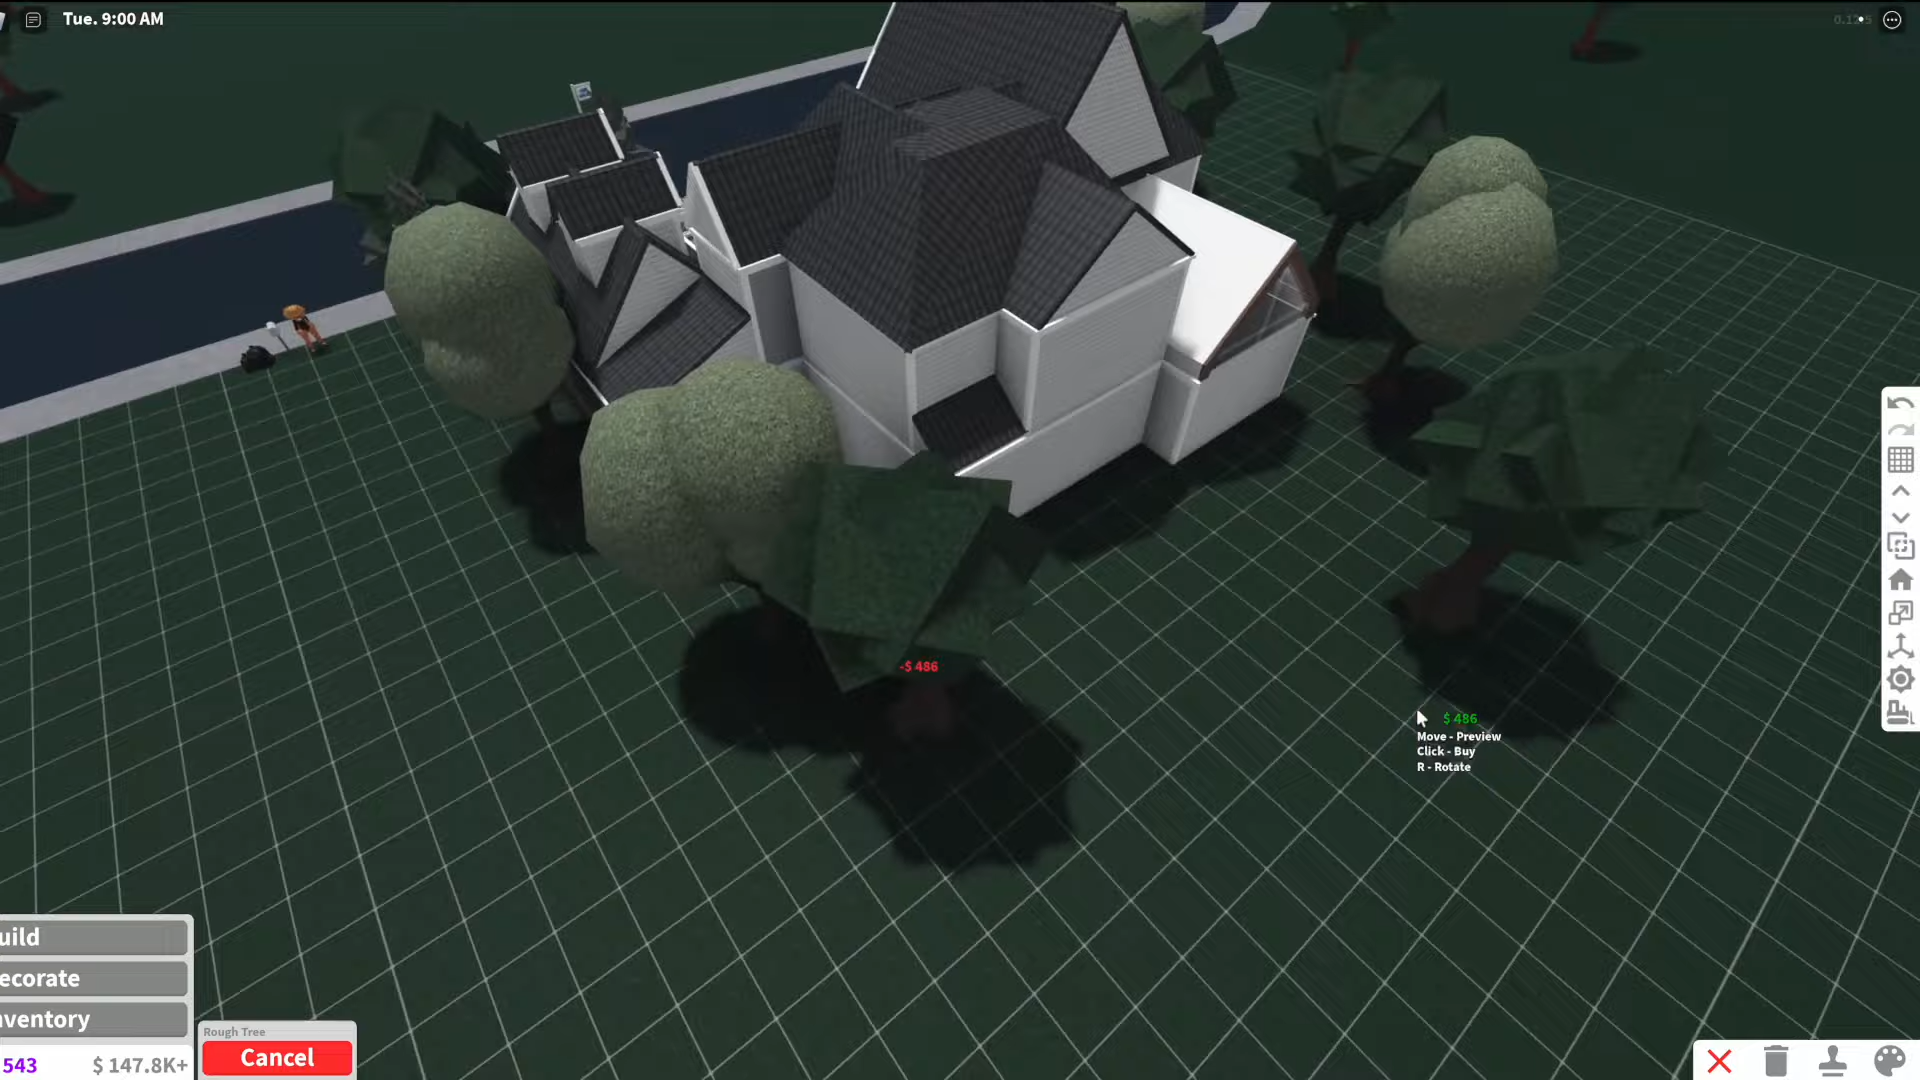 Tue. 9:00 AM
-$ 486
$ 486
Move - Preview
Click - Buy
R - Rotate
uild
ecorate
nventory
Rough Tree
Cancel
543
$ 147.8K+